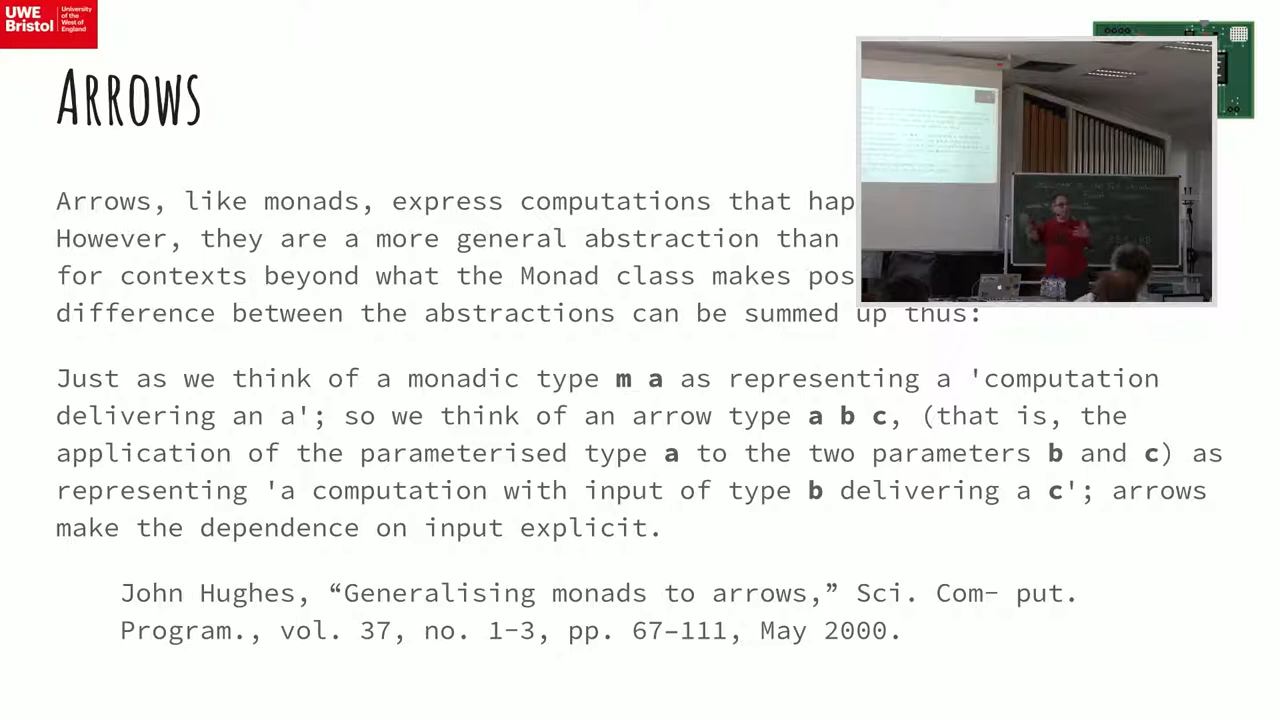 UWE
Bristol
University
of the
West of
England
ARROWS
Arrows, like monads, express computations that hap
However, they are a more general abstraction than
for contexts beyond what the Monad class makes pos
difference between the abstractions can be summed up thus:
Just as we think of a monadic type m a as representing a 'computation
delivering an a'; so we think of an arrow type a b c, (that is, the
application of the parameterised type a to the two parameters b and c) as
representing 'a computation with input of type b delivering a c'; arrows
make the dependence on input explicit.
John Hughes, “Generalising monads to arrows,” Sci. Com- put.
Program., vol. 37, no. 1-3, pp. 67–111, May 2000.